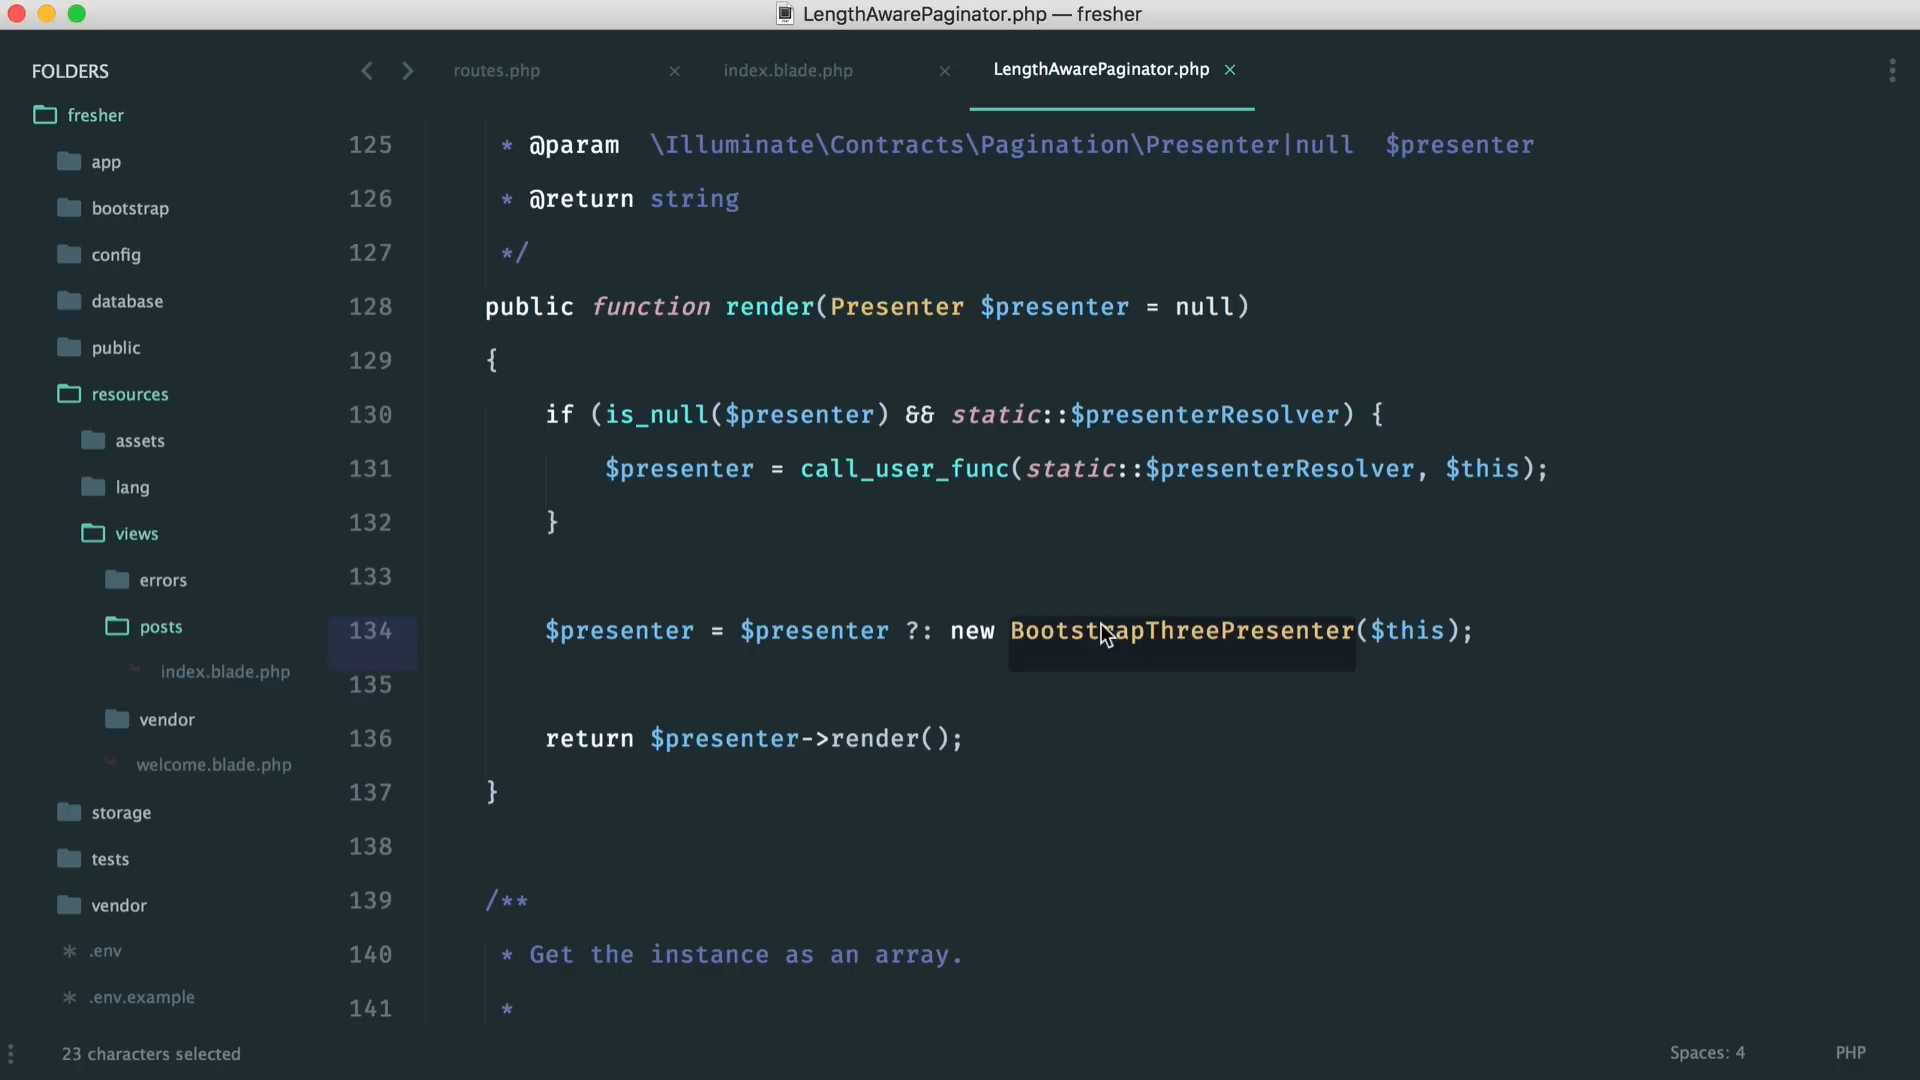 LengthAwarePaginator.php — fresher
FOLDERS
fresher
app
bootstrap
config
database
public
resources
assets
lang
views
errors
posts
index.blade.php
vendor
welcome.blade.php
storage
tests
vendor
.env
.env.example
routes.php
index.blade.php
LengthAwarePaginator.php
125 * @param \Illuminate\Contracts\Pagination\Presenter|null $presenter
126 * @return string
127 */
128 public function render(Presenter $presenter = null)
129 {
130 if (is_null($presenter) && static::$presenterResolver) {
131 $presenter = call_user_func(static::$presenterResolver, $this);
132 }
133
134 $presenter = $presenter ?: new BootstrapThreePresenter($this);
135
136 return $presenter->render();
137 }
138
139 /**
140 * Get the instance as an array.
141 *
23 characters selected
Spaces: 4
PHP